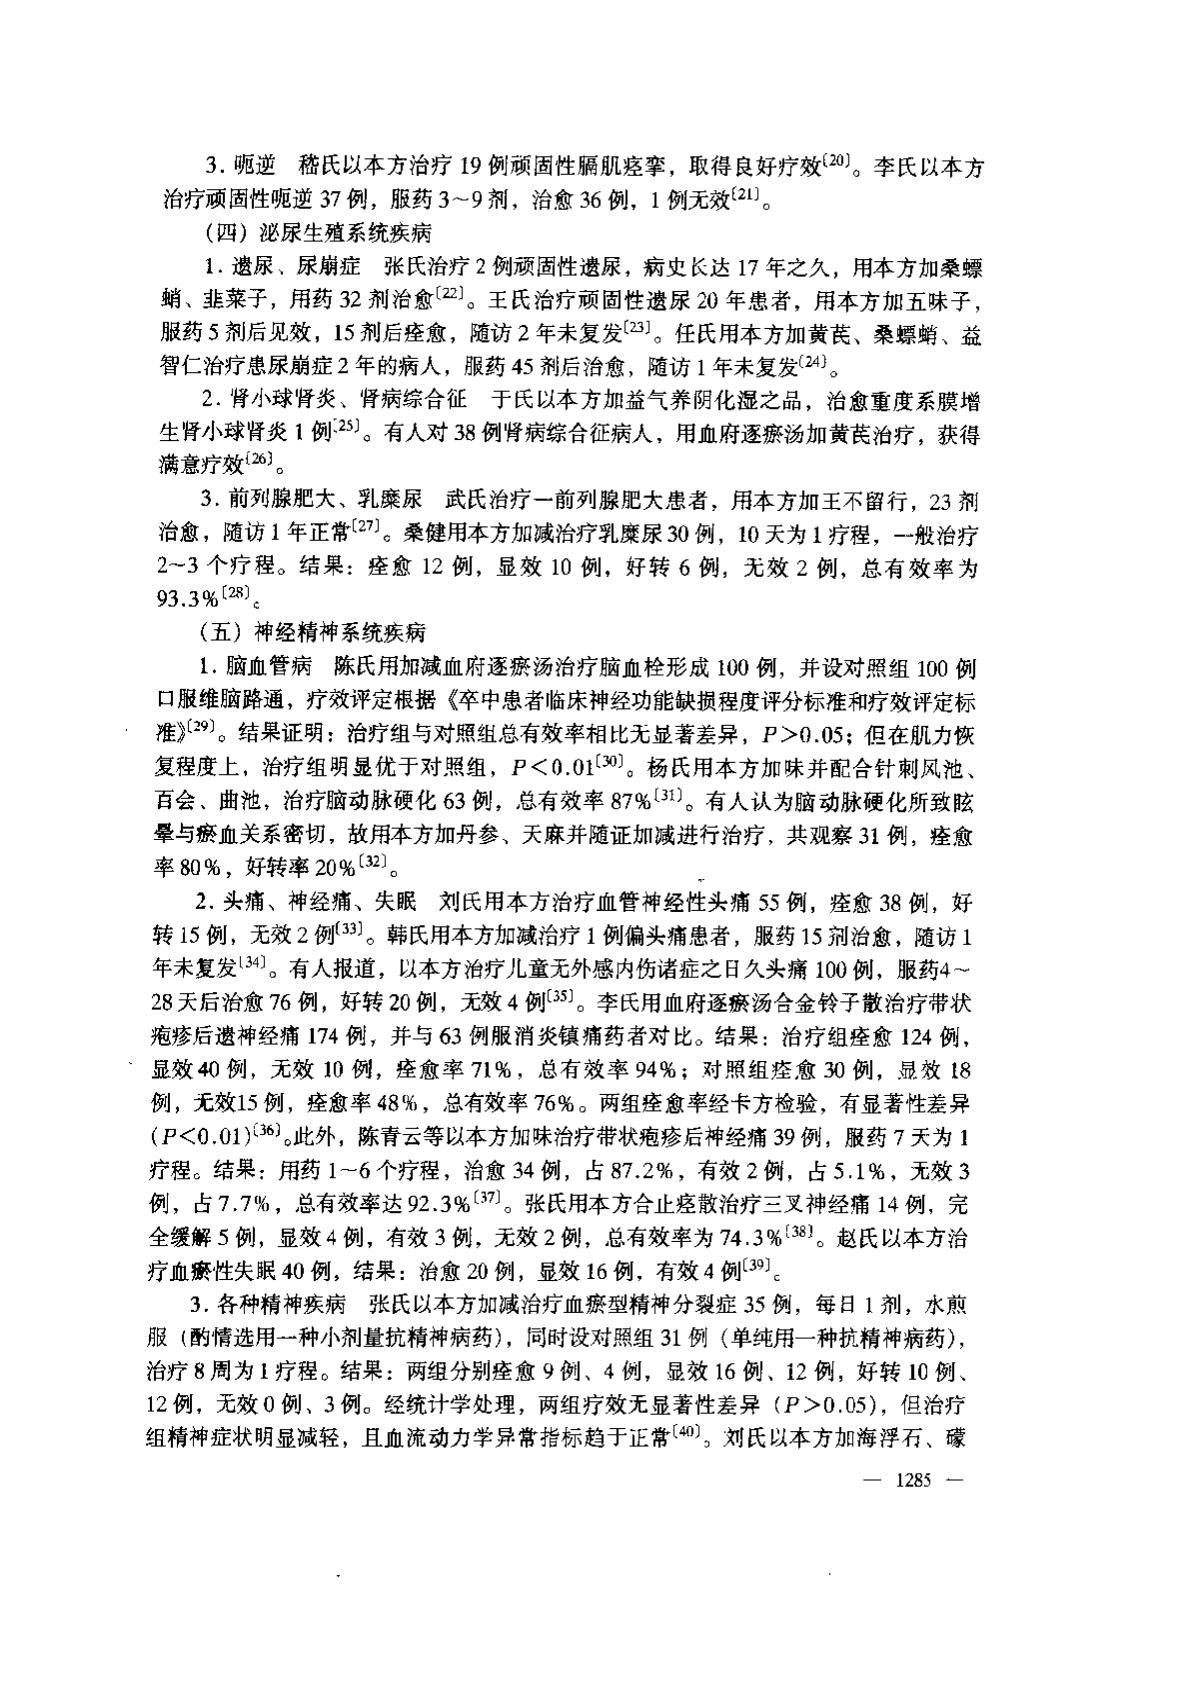 3. 呃逆　嵇氏以本方治疗 19 例顽固性膈肌痉挛，取得良好疗效〔20〕。李氏以本方
治疗顽固性呃逆 37 例，服药 3～9 剂，治愈 36 例，1 例无效〔21〕。
（四）泌尿生殖系统疾病
1. 遗尿、尿崩症　张氏治疗 2 例顽固性遗尿，病史长达 17 年之久，用本方加桑螵
蛸、韭菜子，用药 32 剂治愈〔22〕。王氏治疗顽固性遗尿 20 年患者，用本方加五味子，
服药 5 剂后见效，15 剂后痊愈，随访 2 年未复发〔23〕。任氏用本方加黄芪、桑螵蛸、益
智仁治疗患尿崩症 2 年的病人，服药 45 剂后治愈，随访 1 年未复发〔24〕。
2. 肾小球肾炎、肾病综合征　于氏以本方加益气养阴化湿之品，治愈重度系膜增
生肾小球肾炎 1 例〔25〕。有人对 38 例肾病综合征病人，用血府逐瘀汤加黄芪治疗，获得
满意疗效〔26〕。
3. 前列腺肥大、乳糜尿　武氏治疗一前列腺肥大患者，用本方加王不留行，23 剂
治愈，随访 1 年正常〔27〕。桑健用本方加减治疗乳糜尿 30 例，10 天为 1 疗程，一般治疗
2～3 个疗程。结果：痊愈 12 例，显效 10 例，好转 6 例，无效 2 例，总有效率为
93.3%〔28〕。
（五）神经精神系统疾病
1. 脑血管病　陈氏用加减血府逐瘀汤治疗脑血栓形成 100 例，并设对照组 100 例
口服维脑路通，疗效评定根据《卒中患者临床神经功能缺损程度评分标准和疗效评定标
准》〔29〕。结果证明：治疗组与对照组总有效率相比无显著差异，P＞0.05；但在肌力恢
复程度上，治疗组明显优于对照组，P＜0.01〔30〕。杨氏用本方加味并配合针刺风池、
百会、曲池，治疗脑动脉硬化 63 例，总有效率 87%〔31〕。有人认为脑动脉硬化所致眩
晕与瘀血关系密切，故用本方加丹参、天麻并随证加减进行治疗，共观察 31 例，痊愈
率 80%，好转率 20%〔32〕。
2. 头痛、神经痛、失眠　刘氏用本方治疗血管神经性头痛 55 例，痊愈 38 例，好
转 15 例，无效 2 例〔33〕。韩氏用本方加减治疗 1 例偏头痛患者，服药 15 剂治愈，随访 1
年未复发〔34〕。有人报道，以本方治疗儿童无外感内伤诸症之日久头痛 100 例，服药4～
28 天后治愈 76 例，好转 20 例，无效 4 例〔35〕。李氏用血府逐瘀汤合金铃子散治疗带状
疱疹后遗神经痛 174 例，并与 63 例服消炎镇痛药者对比。结果：治疗组痊愈 124 例，
显效 40 例，无效 10 例，痊愈率 71%，总有效率 94%；对照组痊愈 30 例，显效 18
例，无效15 例，痊愈率 48%，总有效率 76%。两组痊愈率经卡方检验，有显著性差异
（P＜0.01）〔36〕。此外，陈青云等以本方加味治疗带状疱疹后神经痛 39 例，服药 7 天为 1
疗程。结果：用药 1～6 个疗程，治愈 34 例，占 87.2%，有效 2 例，占 5.1%，无效 3
例，占 7.7%，总有效率达 92.3%〔37〕。张氏用本方合止痉散治疗三叉神经痛 14 例，完
全缓解 5 例，显效 4 例，有效 3 例，无效 2 例，总有效率为 74.3%〔38〕。赵氏以本方治
疗血瘀性失眠 40 例，结果：治愈 20 例，显效 16 例，有效 4 例〔39〕。
3. 各种精神疾病　张氏以本方加减治疗血瘀型精神分裂症 35 例，每日 1 剂，水煎
服（酌情选用一种小剂量抗精神病药），同时设对照组 31 例（单纯用一种抗精神病药），
治疗 8 周为 1 疗程。结果：两组分别痊愈 9 例、4 例，显效 16 例、12 例，好转 10 例、
12 例，无效 0 例、3 例。经统计学处理，两组疗效无显著性差异（P＞0.05），但治疗
组精神症状明显减轻，且血流动力学异常指标趋于正常〔40〕。刘氏以本方加海浮石、礞
— 1285 —